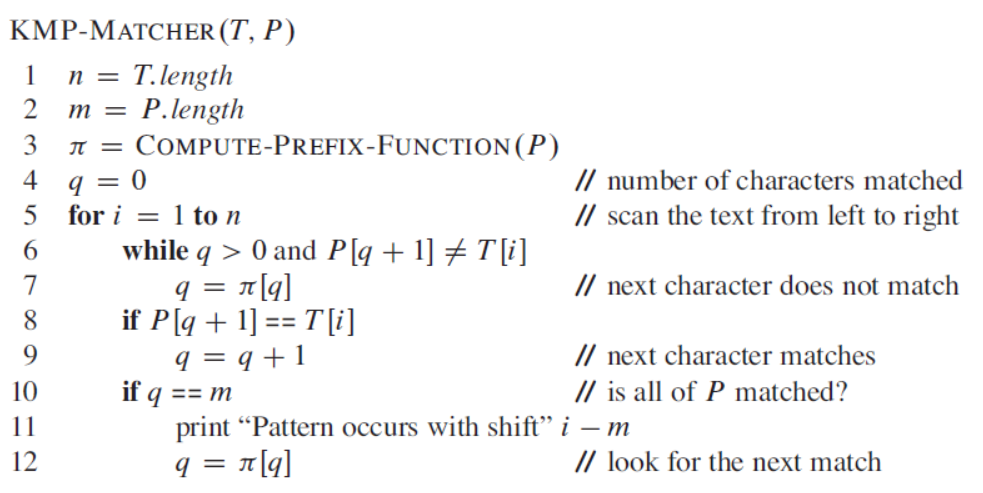 KMP-MATCHER(T, P)
1 n = T.length
2 m = P.length
3 π = COMPUTE-PREFIX-FUNCTION(P)
4 q = 0 // number of characters matched
5 for i = 1 to n // scan the text from left to right
6 while q > 0 and P[q + 1] ≠ T[i]
7 q = π[q] // next character does not match
8 if P[q + 1] == T[i]
9 q = q + 1 // next character matches
10 if q == m // is all of P matched?
11 print “Pattern occurs with shift” i − m
12 q = π[q] // look for the next match